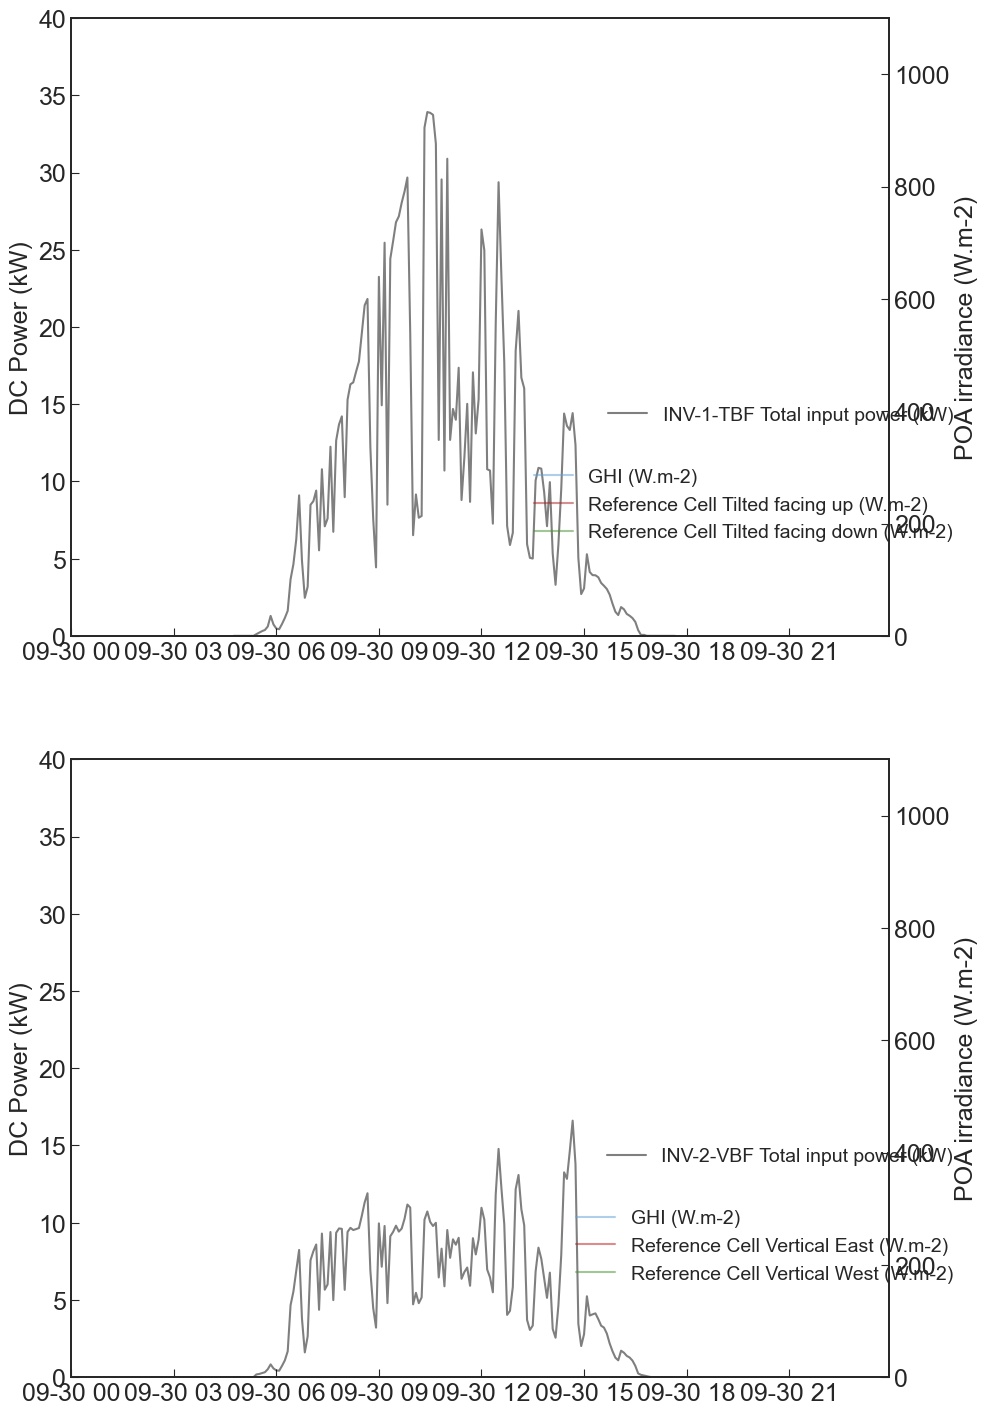 40
35
30
25
20
15
10
5
0
DC Power (kW)
1000
800
600
400
200
0
POA irradiance (W.m-2)
INV-1-TBF Total input power (kW)
GHI (W.m-2)
Reference Cell Tilted facing up (W.m-2)
Reference Cell Tilted facing down (W.m-2)
09-30 00 09-30 03 09-30 06 09-30 09 09-30 12 09-30 15 09-30 18 09-30 21
40
35
30
25
20
15
10
5
0
DC Power (kW)
1000
800
600
400
200
0
POA irradiance (W.m-2)
INV-2-VBF Total input power (kW)
GHI (W.m-2)
Reference Cell Vertical East (W.m-2)
Reference Cell Vertical West (W.m-2)
09-30 00 09-30 03 09-30 06 09-30 09 09-30 12 09-30 15 09-30 18 09-30 21